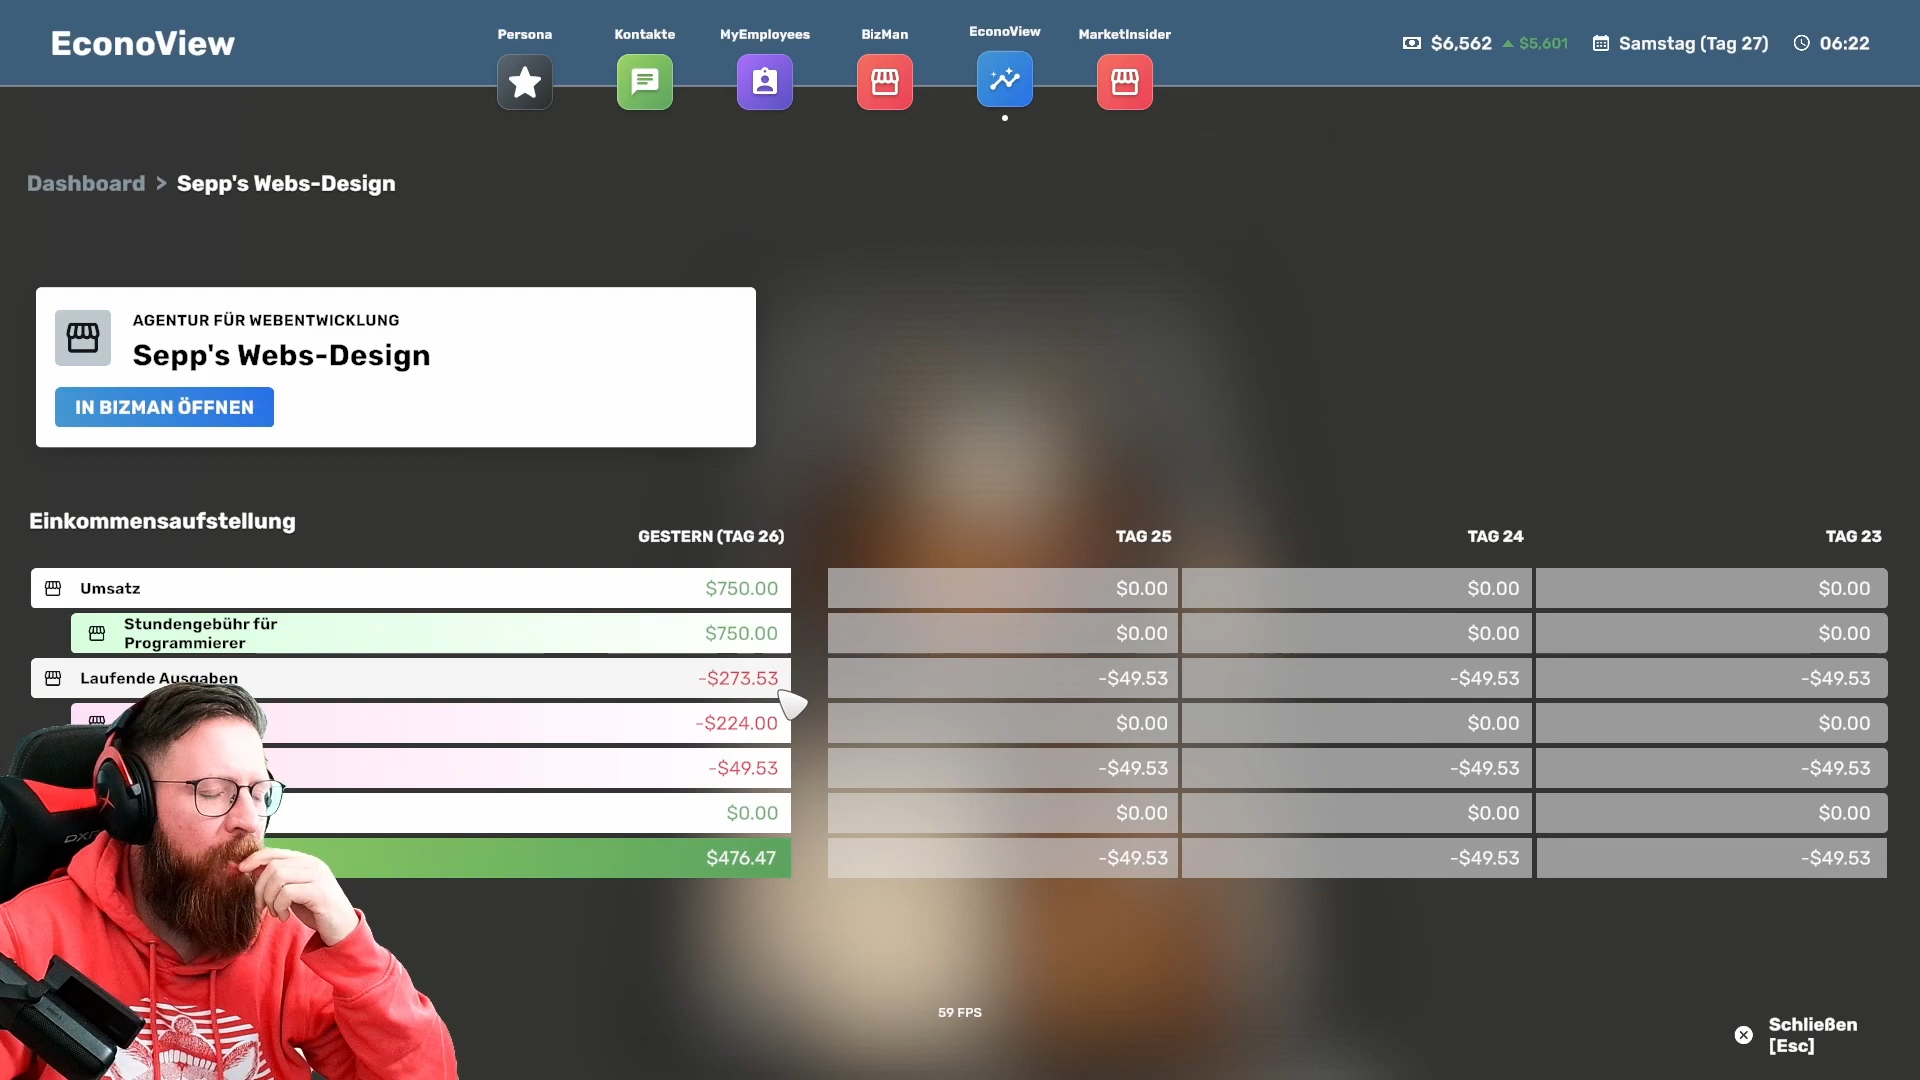 EconoView
Persona
Kontakte
MyEmployees
BizMan
EconoView
MarketInsider
$6,562 $5,601
Samstag (Tag 27)
06:22
Dashboard > Sepp's Webs-Design
AGENTUR FÜR WEBENTWICKLUNG
Sepp's Webs-Design
IN BIZMAN ÖFFNEN
Einkommensaufstellung
GESTERN (TAG 26) TAG 25 TAG 24 TAG 23
Umsatz $750.00 $0.00 $0.00 $0.00
Stundengebühr für
Programmierer $750.00 $0.00 $0.00 $0.00
Laufende Ausgaben -$273.53 -$49.53 -$49.53 -$49.53
-$224.00 $0.00 $0.00 $0.00
-$49.53 -$49.53 -$49.53 -$49.53
$0.00 $0.00 $0.00 $0.00
$476.47 -$49.53 -$49.53 -$49.53
59 FPS
Schließen
[Esc]